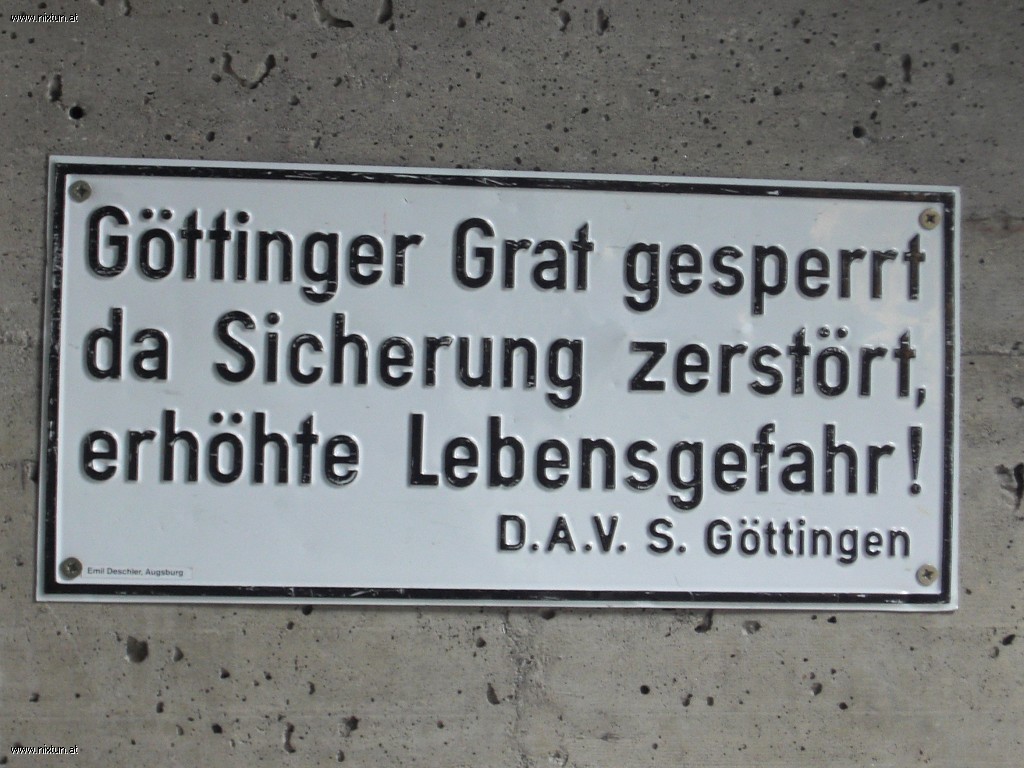 www.nixtun.at
Göttinger Grat gesperrt
da Sicherung zerstört,
erhöhte Lebensgefahr!
D.A.V. S. Göttingen
Emil Deschler, Augsburg
www.nixtun.at